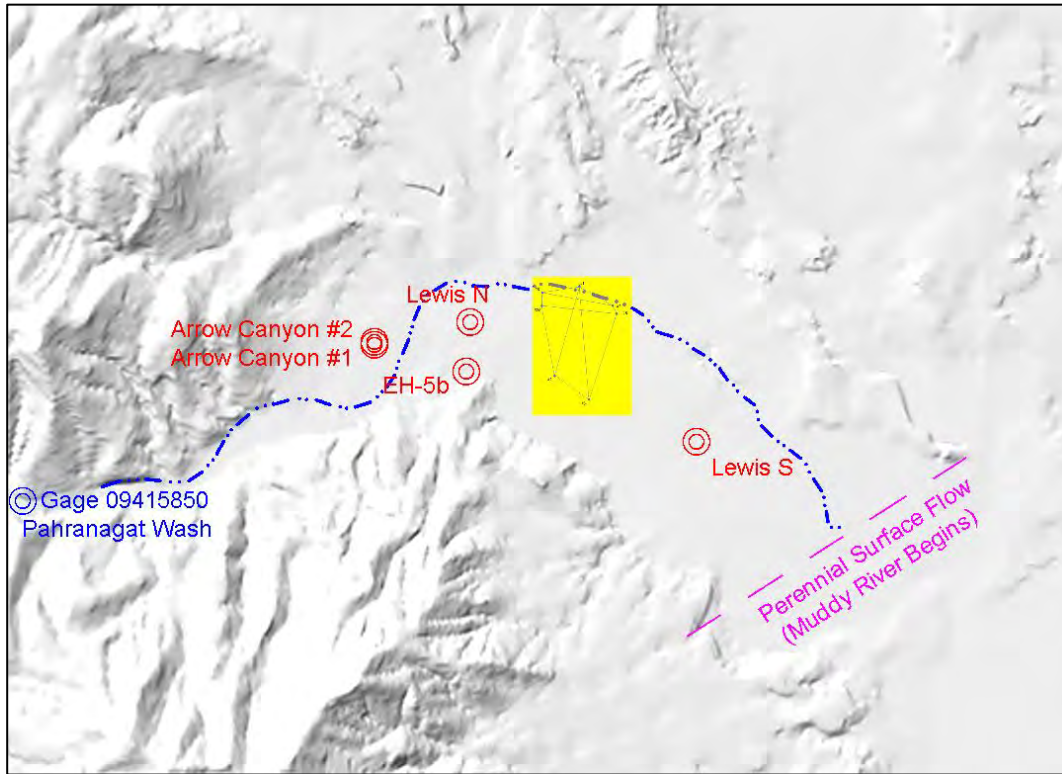 Lewis N
Arrow Canyon #2
Arrow Canyon #1
EH-5b
Lewis S
Gage 09415850
Pahranagat Wash
Perennial Surface Flow
(Muddy River Begins)